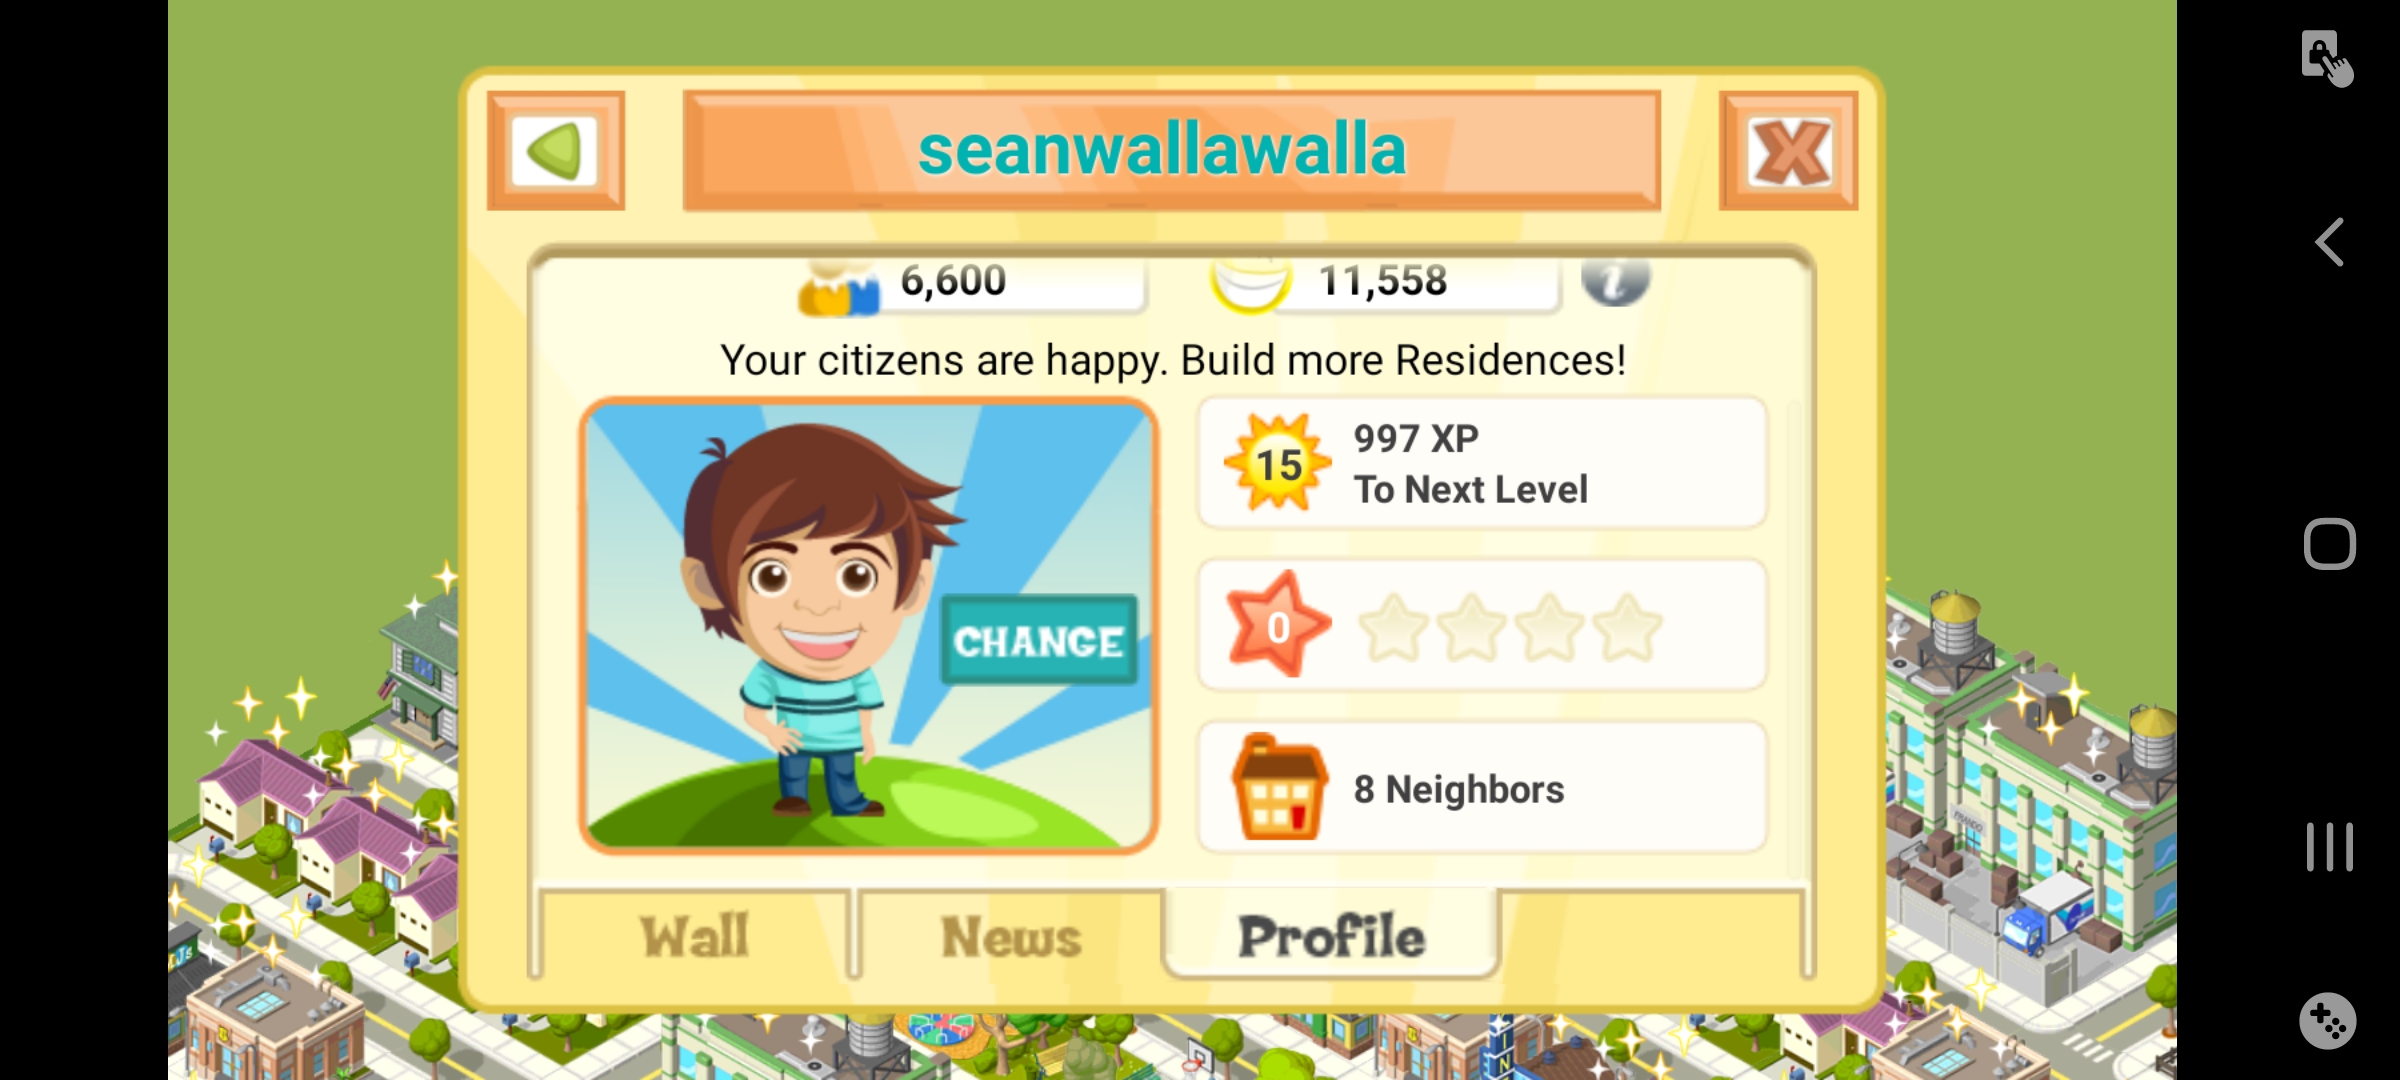 seanwallawalla
6,600
11,558
i
Your citizens are happy. Build more Residences!
15
997 XP
To Next Level
CHANGE
0
8 Neighbors
Wall
News
Profile